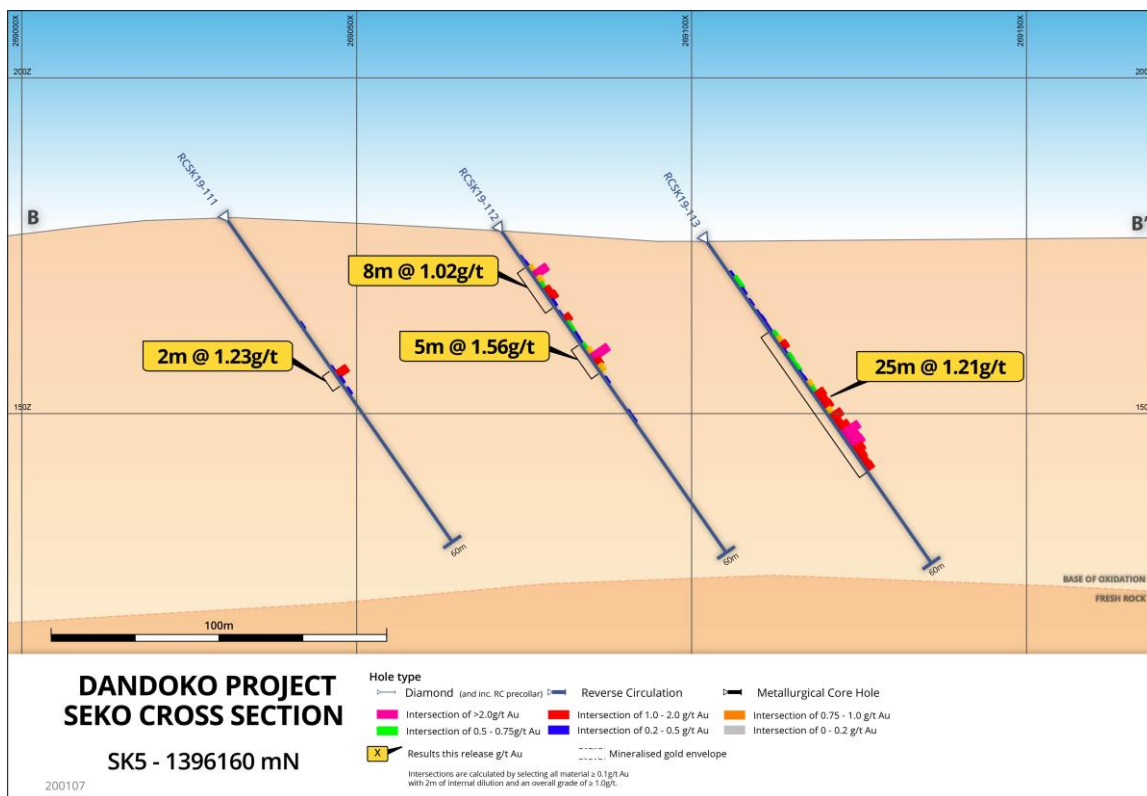 269000X
269050X
269100X
269150X
200Z
200
RCSK19-111
RCSK19-112
RCSK19-113
B
B'
8m @ 1.02g/t
5m @ 1.56g/t
2m @ 1.23g/t
25m @ 1.21g/t
150Z
150
60m
60m
60m
BASE OF OXIDATION
FRESH ROCK
100m
DANDOKO PROJECT
SEKO CROSS SECTION
SK5 - 1396160 mN
200107
Hole type
Diamond (and inc. RC precollar) Reverse Circulation Metallurgical Core Hole
Intersection of >2.0g/t Au Intersection of 1.0 - 2.0 g/t Au Intersection of 0.75 - 1.0 g/t Au
Intersection of 0.5 - 0.75g/t Au Intersection of 0.2 - 0.5 g/t Au Intersection of 0 - 0.2 g/t Au
X Results this release g/t Au Mineralised gold envelope
Intersections are calculated by selecting all material ≥ 0.1g/t Au
with 2m of internal dilution and an overall grade of ≥ 1.0g/t.